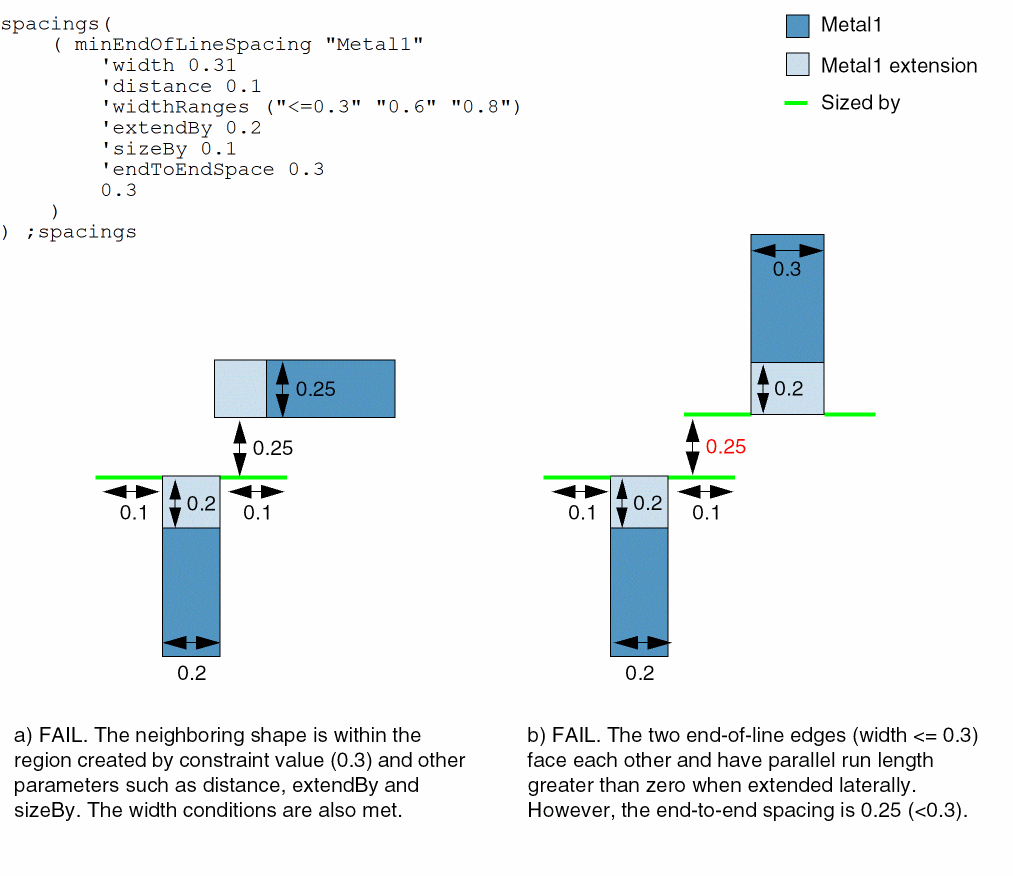 spacings(
( minEndOfLineSpacing "Metal1"
'width 0.31
'distance 0.1
'widthRanges ("<=0.3" "0.6" "0.8")
'extendBy 0.2
'sizeBy 0.1
'endToEndSpace 0.3
0.3
)
) ;spacings
Metal1
Metal1 extension
Sized by
0.3
0.2
0.25
0.25
0.25
0.2
0.1
0.1
0.2
0.2
0.1
0.1
0.2
a) FAIL. The neighboring shape is within the
region created by constraint value (0.3) and other
parameters such as distance, extendBy and
sizeBy. The width conditions are also met.
b) FAIL. The two end-of-line edges (width <= 0.3)
face each other and have parallel run length
greater than zero when extended laterally.
However, the end-to-end spacing is 0.25 (<0.3).